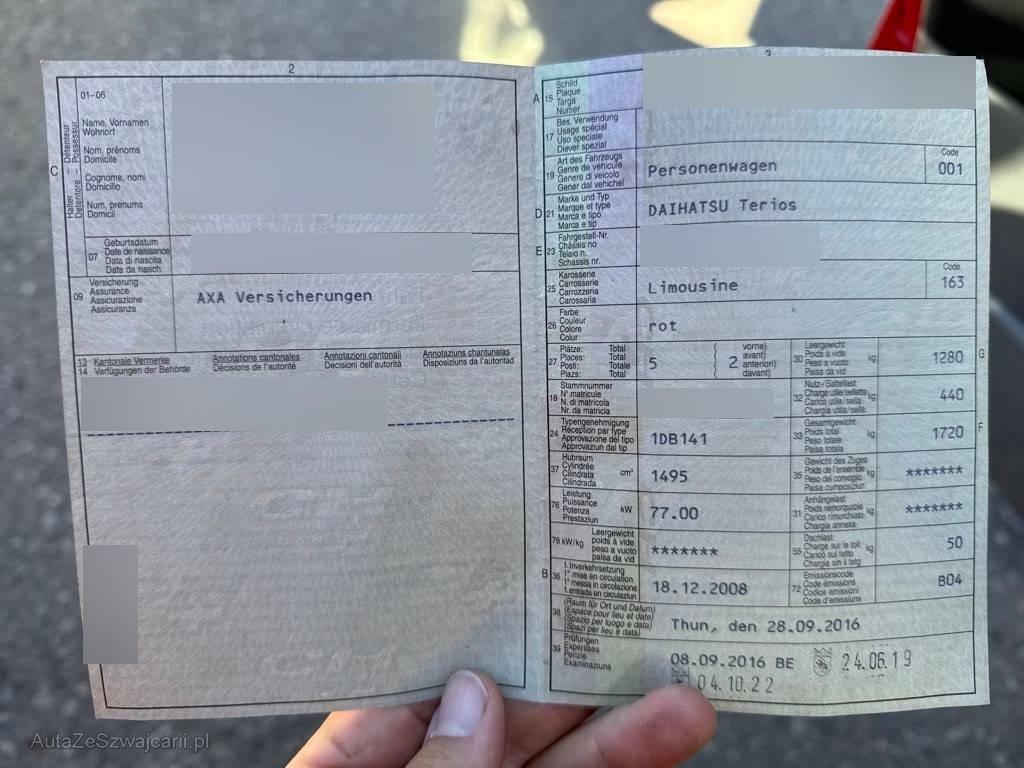 2
01-06
Name, Vornamen
Wohnort
Nom, prénoms
Domicile
Cognome, nomi
Domicilio
Num, prenums
Domicil
C
Halter – Détenteur
Detentore – Possessur
07
Geburtsdatum
Date de naissance
Data di nascita
Data da nasch.
09
Versicherung
Assurance
Assicurazione
Assicuranza
AXA Versicherungen
13 Kantonale Vermerke Annotations cantonales Annotazioni cantonali Annotaziuns chantunalas
14 Verfügungen der Behörde Décisions de l'autorité Decisioni dell'autorità Disposiziuns da l'autoritad
3
A 15
Schild
Plaque
Targa
Numer
17
Bes. Verwendung
Usage spécial
Uso speciale
Diever spezial
19
Art des Fahrzeugs
Genre de véhicule
Genere di veicolo
Gener dal vehichel
Personenwagen
Code
001
D 21
Marke und Typ
Marque et type
Marca e tipo
Marca e tip
DAIHATSU Terios
E 23
Fahrgestell-Nr.
Châssis no
Telaio n.
Schassis nr.
25
Karosserie
Carrosserie
Carrozzeria
Carossaria
Limousine
Code
163
26
Farbe
Couleur
Colore
Colur
rot
27
Plätze: Total
Places: Total
Posti: Totale
Plazs: Total
5
2
vorne)
avant)
anteriori)
davant)
30
Leergewicht
Poids à vide
Peso a vuoto
Paisa da vid
kg
1280
G
18
Stammnummer
N° matricule
N. di matricola
Nr. da matricla
32
Nutz-/Sattellast
Charge utile/sellette
Carico utile/sella
Chargia utila/sella
kg
440
24
Typengenehmigung
Réception par type
Approvazione del tipo
Approvaziun dal tip
1DB141
33
Gesamtgewicht
Poids total
Peso totale
Paisa totala
kg
1720
F
37
Hubraum
Cylindrée
Cilindrata
Cilindrada
cm³
1495
35
Gewicht des Zuges
Poids de l'ensemble
Peso del convoglio
Paisa cumposiziun
kg
*******
76
Leistung
Puissance
Potenza
Prestaziun
kW
77.00
31
Anhängelast
Poids remorquable
Carico rimorchiato
Chargia annexa
kg
*******
78 kW/kg
Leergewicht
poids à vide
peso a vuoto
paisa da vid
*******
55
Dachlast
Charge sur le toit
Carico sul tetto
Chargia sin il tetg
kg
50
B 36
1. Inverkehrsetzung
1re mise en circulation
1a messa in circolazione
1. entrada en circulaziun
18.12.2008
72
Emissionscode
Code émissions
Codice emissioni
Code d'emissiuns
B04
38
(Raum für Ort und Datum)
(Espace pour lieu et date)
(Spazio per luogo e data)
(Spazi per lieu e data)
Thun, den 28.09.2016
39
Prüfungen
Expertises
Perizie
Examinaziuns
08.09.2016 BE 24.06.19
04.10.22
AutaZeSzwajcarii.pl